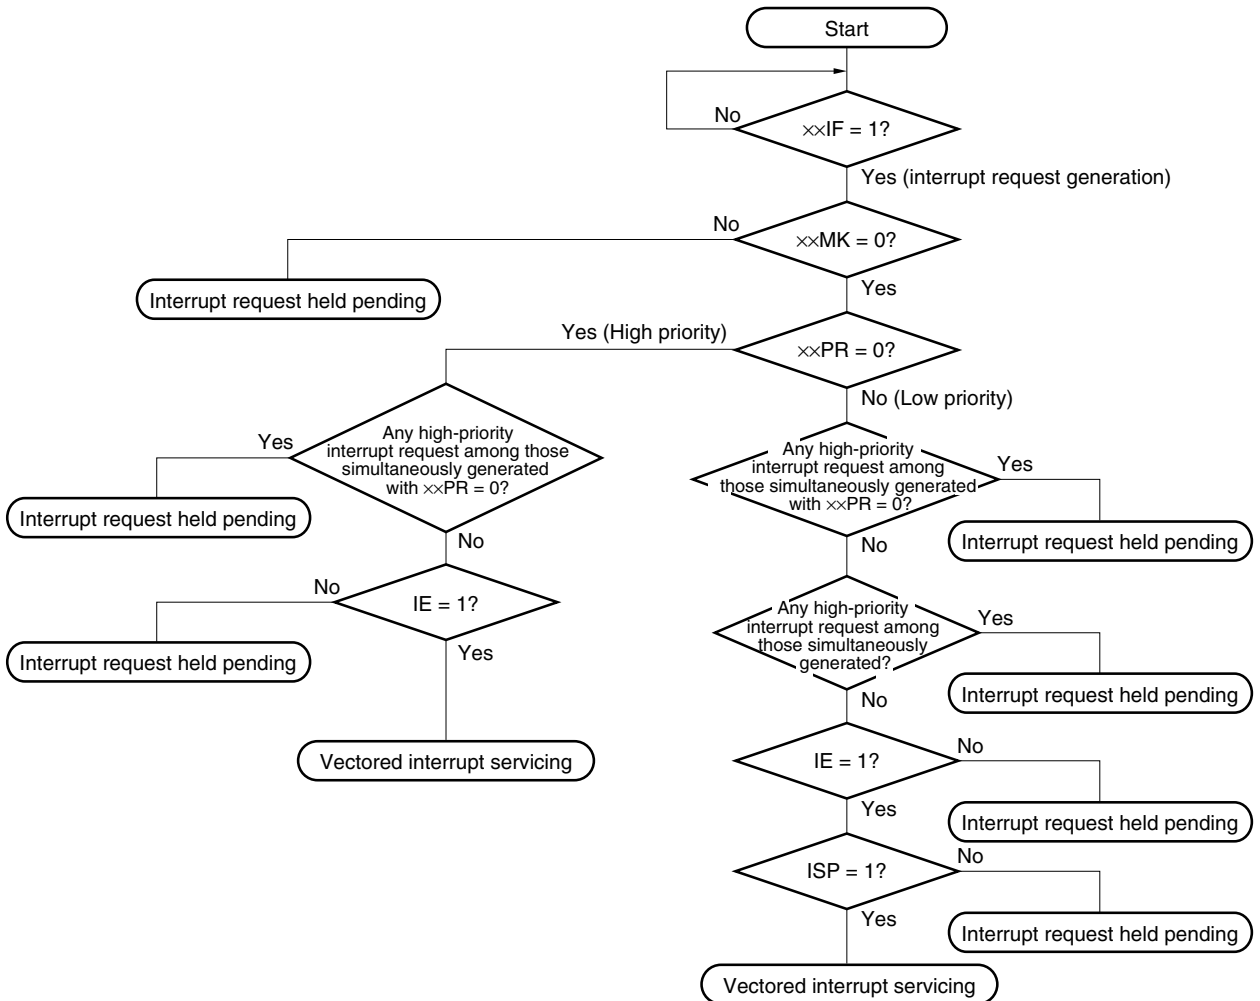 Start
No
××IF = 1?
Yes (interrupt request generation)
No
××MK = 0?
Interrupt request held pending
Yes
Yes (High priority)
××PR = 0?
No (Low priority)
Yes
Any high-priority
interrupt request among those
simultaneously generated
with ××PR = 0?
Any high-priority
interrupt request among
those simultaneously generated
with ××PR = 0?
Yes
Interrupt request held pending
Interrupt request held pending
No
No
No
IE = 1?
Any high-priority
interrupt request among
those simultaneously
generated?
Yes
Interrupt request held pending
Yes
Interrupt request held pending
No
Vectored interrupt servicing
IE = 1?
No
Yes
Interrupt request held pending
ISP = 1?
No
Yes
Interrupt request held pending
Vectored interrupt servicing